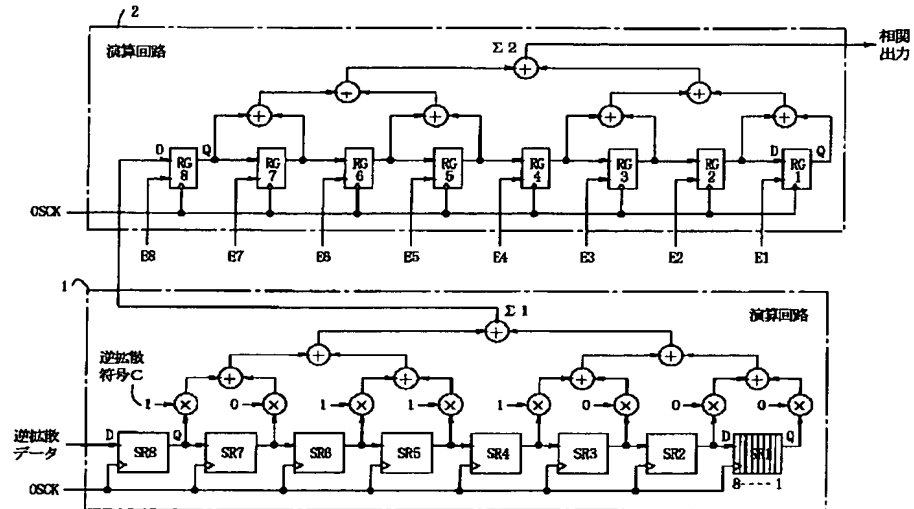 2
演算回路
Σ2
相関
出力
D Q
RG
8
RG
7
RG
6
RG
5
RG
4
RG
3
RG
2
D Q
RG
1
OSCK
E8 E7 E6 E5 E4 E3 E2 E1
1
Σ1
演算回路
逆拡散
符号C
1 0 1 1 1 0 0 0
逆拡散
データ
D Q
SR8 SR7 SR6 SR5 SR4 SR3 SR2 SR1
D Q
OSCK
8----1